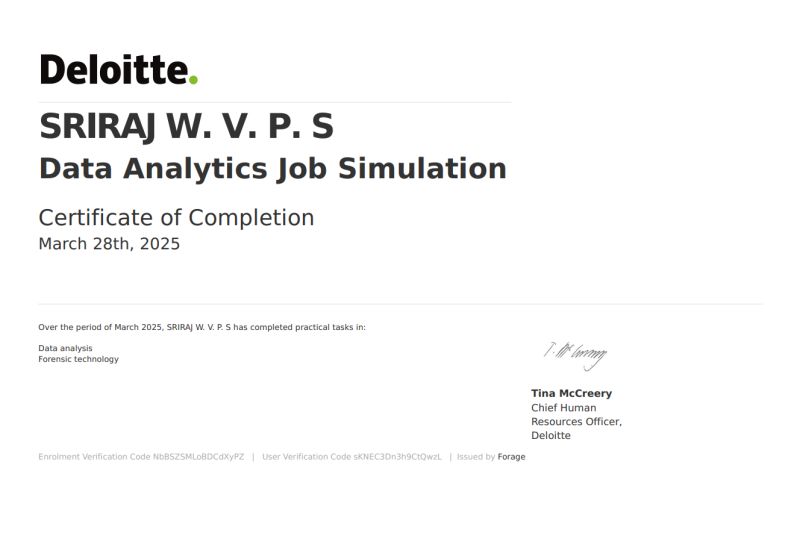 Deloitte.
SRIRAJ W. V. P. S
Data Analytics Job Simulation
Certificate of Completion
March 28th, 2025
Over the period of March 2025, SRIRAJ W. V. P. S has completed practical tasks in:
Data analysis
Forensic technology
T. McCreery
Tina McCreery
Chief Human
Resources Officer,
Deloitte
Enrolment Verification Code NbBSZSMLoBDCdXyPZ | User Verification Code sKNEC3Dn3h9CtQwzL | Issued by Forage